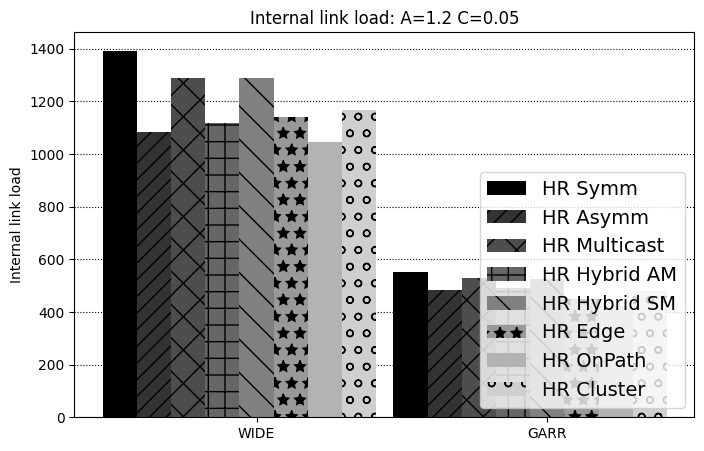 Internal link load: A=1.2 C=0.05
Internal link load
1400
1200
1000
800
600
400
200
0
WIDE
GARR
HR Symm
HR Asymm
HR Multicast
HR Hybrid AM
HR Hybrid SM
HR Edge
HR OnPath
HR Cluster